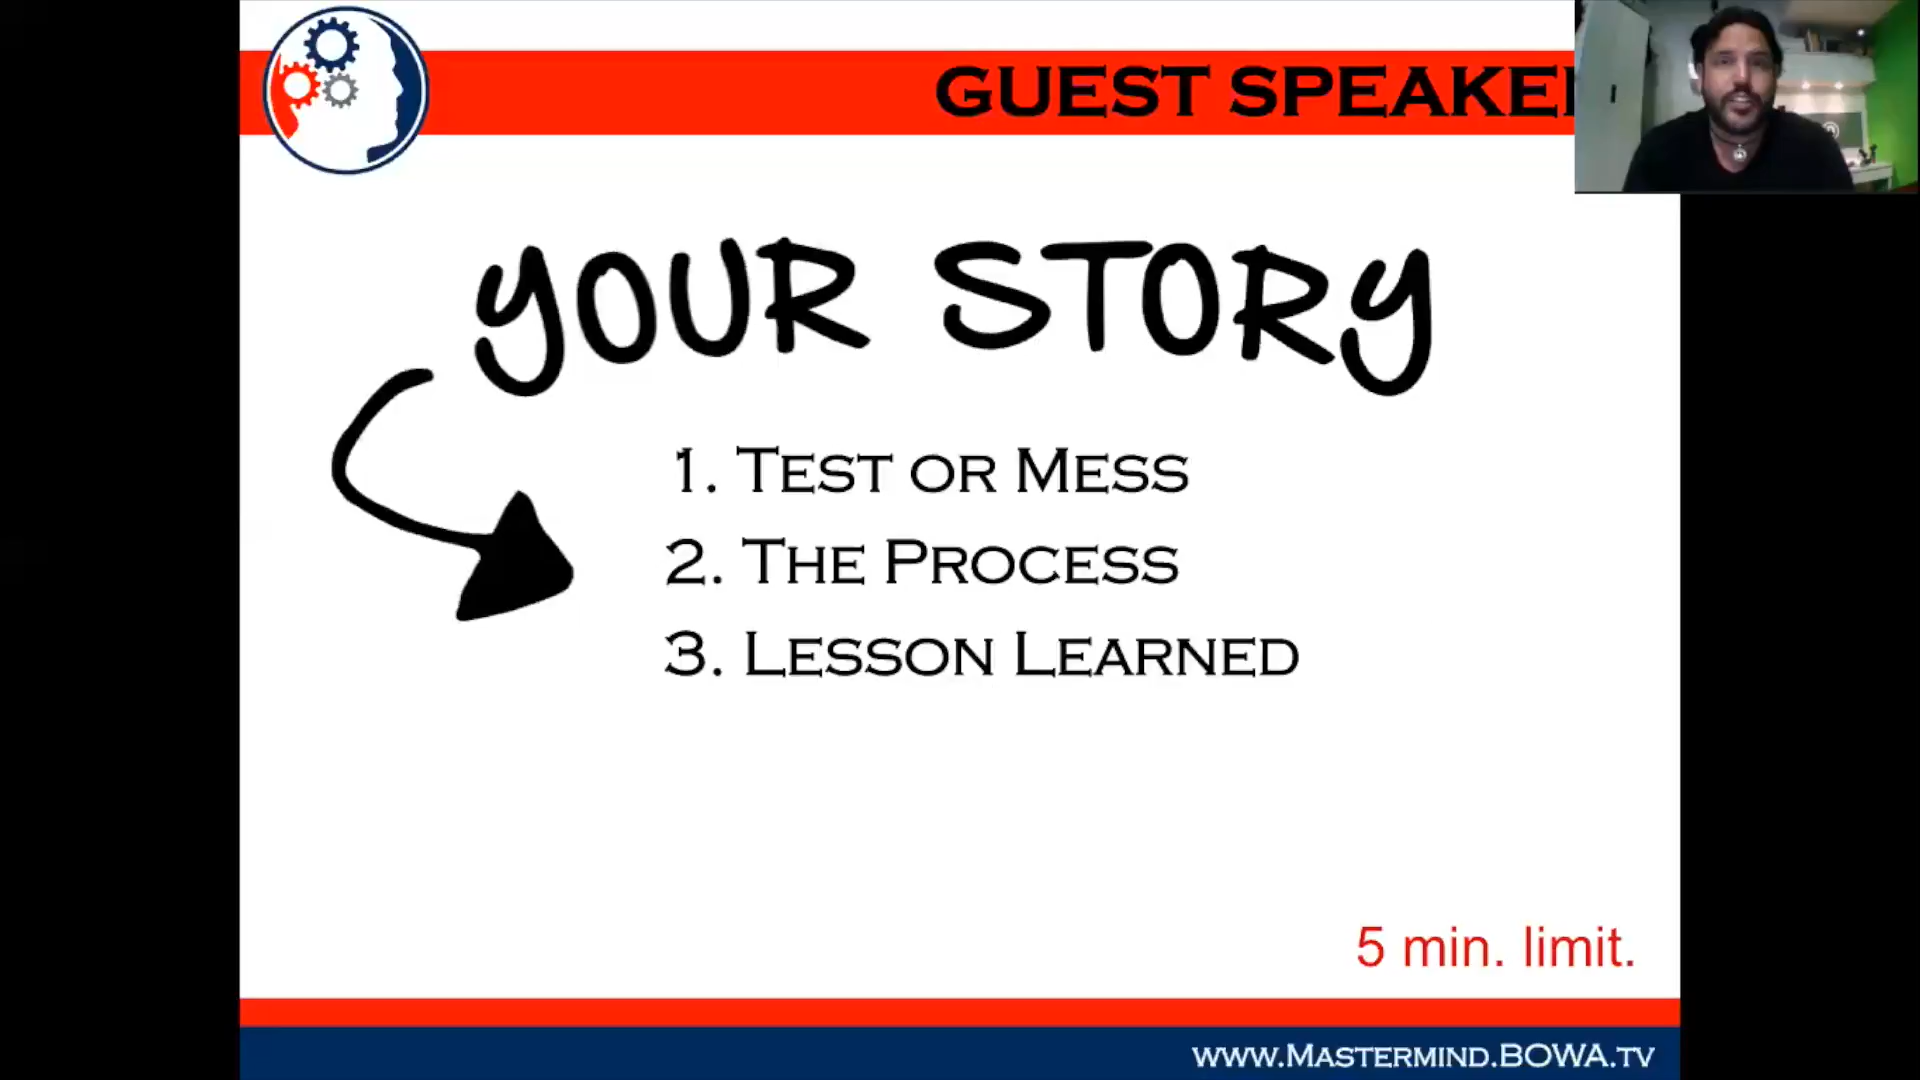 GUEST SPEAKE
YOUR STORY
1. TEST OR MESS
2. THE PROCESS
3. LESSON LEARNED
5 min. limit.
WWW.MASTERMIND.BOWA.TV